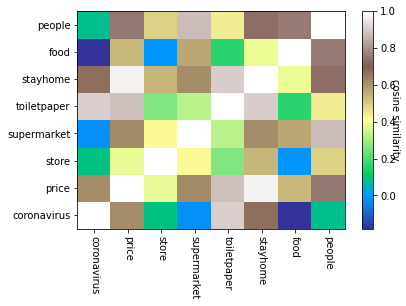 people
food
stayhome
toiletpaper
supermarket
store
price
coronavirus
coronavirus
price
store
supermarket
toiletpaper
stayhome
food
people
1.0
0.8
0.6
0.4
0.2
0.0
cosine similarity